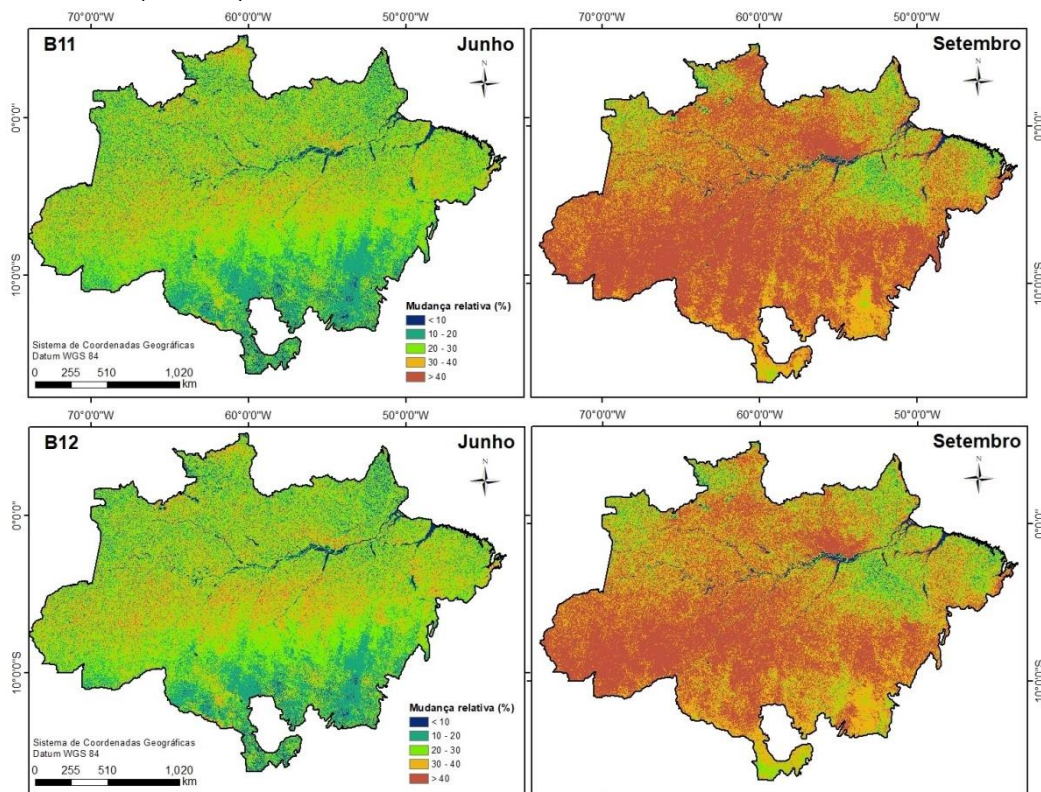 70°0'0"W 60°0'0"W 50°0'0"W 70°0'0"W 60°0'0"W 50°0'0"W
B11 Junho Setembro
N N
0°0'0" 0°0'0"
10°0'0"S 10°0'0"S
Mudança relativa (%)
< 10
10 - 20
20 - 30
30 - 40
> 40
Sistema de Coordenadas Geográficas
Datum WGS 84
0 255 510 1,020
km
70°0'0"W 60°0'0"W 50°0'0"W 70°0'0"W 60°0'0"W 50°0'0"W
B12 Junho Setembro
N N
0°0'0" 0°0'0"
10°0'0"S 10°0'0"S
Mudança relativa (%)
< 10
10 - 20
20 - 30
30 - 40
> 40
Sistema de Coordenadas Geográficas
Datum WGS 84
0 255 510 1,020
km